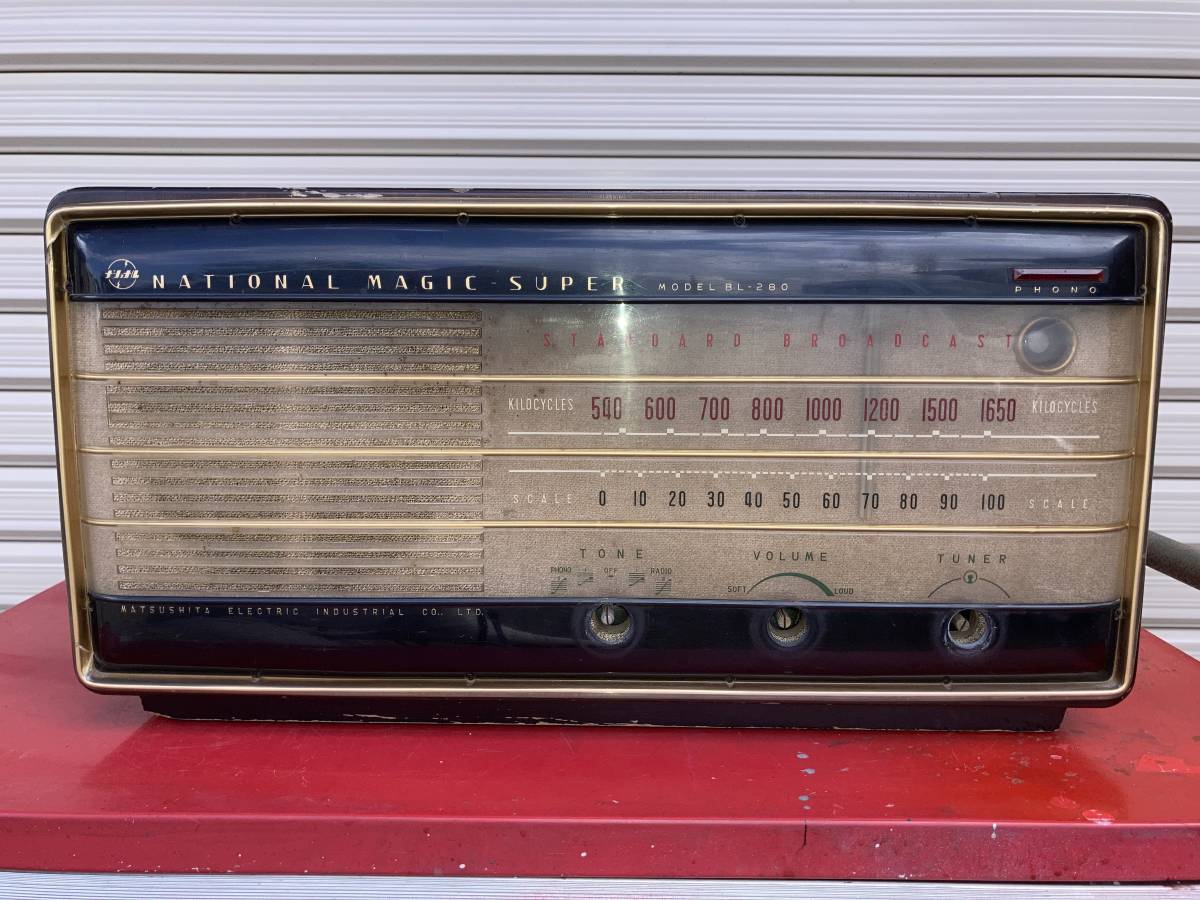 ナショナル NATIONAL MAGIC-SUPER MODEL BL-280
PHONO
STANDARD BROADCAST
KILOCYCLES 540 600 700 800 1000 1200 1500 1650 KILOCYCLES
SCALE 0 10 20 30 40 50 60 70 80 90 100 SCALE
TONE VOLUME TUNER
PHONO OFF RADIO
SOFT LOUD
MATSUSHITA ELECTRIC INDUSTRIAL CO., LTD.